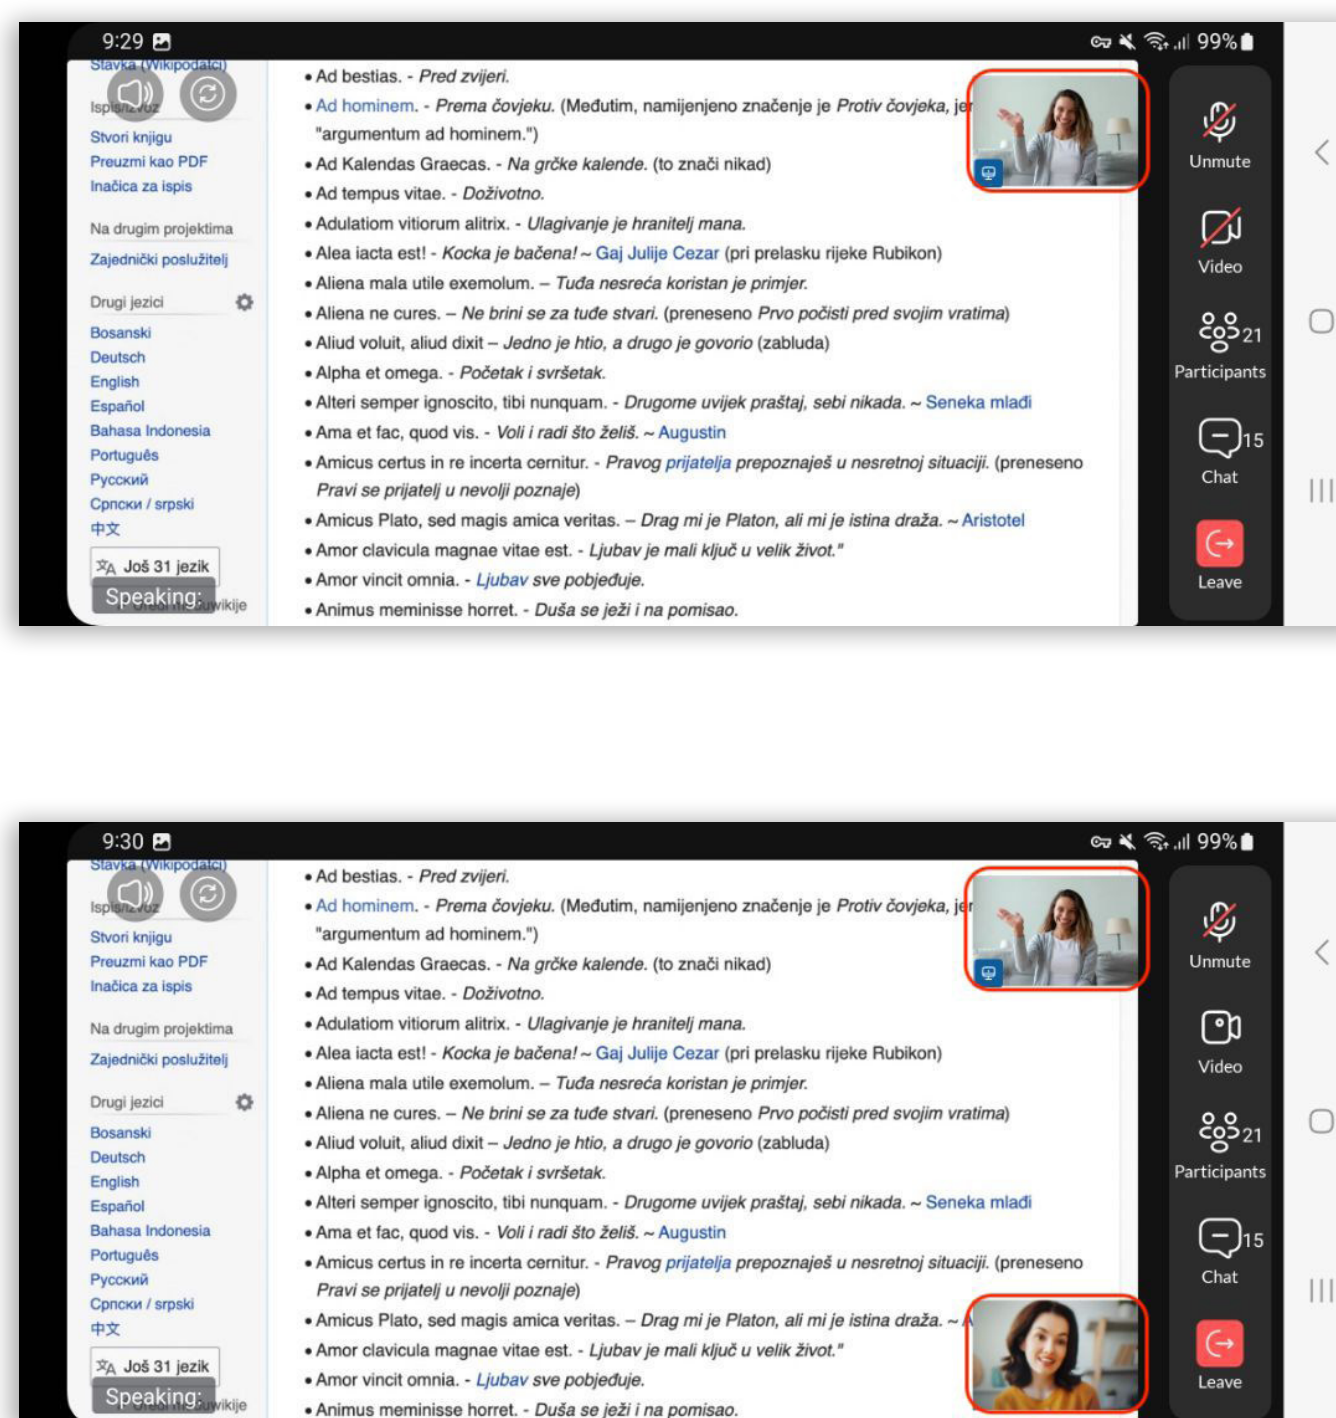 9:29
99%
Stavka (Wikipodatci)
Ispis/izvoz
Stvori knjigu
Preuzmi kao PDF
Inačica za ispis
Na drugim projektima
Zajednički poslužitelj
Drugi jezici
Bosanski
Deutsch
English
Español
Bahasa Indonesia
Português
Русский
Српски / srpski
中文
Još 31 jezik
Speaking:
• Ad bestias. - Pred zvijeri.
• Ad hominem. - Prema čovjeku. (Međutim, namijenjeno značenje je Protiv čovjeka, jer
"argumentum ad hominem.")
• Ad Kalendas Graecas. - Na grčke kalende. (to znači nikad)
• Ad tempus vitae. - Doživotno.
• Adulatiom vitiorum alitrix. - Ulagivanje je hranitelj mana.
• Alea iacta est! - Kocka je bačena! ~ Gaj Julije Cezar (pri prelasku rijeke Rubikon)
• Aliena mala utile exemolum. – Tuđa nesreća koristan je primjer.
• Aliena ne cures. – Ne brini se za tuđe stvari. (preneseno Prvo počisti pred svojim vratima)
• Aliud voluit, aliud dixit – Jedno je htio, a drugo je govorio (zabluda)
• Alpha et omega. - Početak i svršetak.
• Alteri semper ignoscito, tibi nunquam. - Drugome uvijek praštaj, sebi nikada. ~ Seneka mlađi
• Ama et fac, quod vis. - Voli i radi što želiš. ~ Augustin
• Amicus certus in re incerta cernitur. - Pravog prijatelja prepoznaješ u nesretnoj situaciji. (preneseno
Pravi se prijatelj u nevolji poznaje)
• Amicus Plato, sed magis amica veritas. – Drag mi je Platon, ali mi je istina draža. ~ Aristotel
• Amor clavicula magnae vitae est. - Ljubav je mali ključ u velik život."
• Amor vincit omnia. - Ljubav sve pobjeđuje.
• Animus meminisse horret. - Duša se ježi i na pomisao.
Unmute
Video
21
Participants
15
Chat
Leave
9:30
99%
Stavka (Wikipodatci)
Ispis/izvoz
Stvori knjigu
Preuzmi kao PDF
Inačica za ispis
Na drugim projektima
Zajednički poslužitelj
Drugi jezici
Bosanski
Deutsch
English
Español
Bahasa Indonesia
Português
Русский
Српски / srpski
中文
Još 31 jezik
Speaking:
• Ad bestias. - Pred zvijeri.
• Ad hominem. - Prema čovjeku. (Međutim, namijenjeno značenje je Protiv čovjeka, jer
"argumentum ad hominem.")
• Ad Kalendas Graecas. - Na grčke kalende. (to znači nikad)
• Ad tempus vitae. - Doživotno.
• Adulatiom vitiorum alitrix. - Ulagivanje je hranitelj mana.
• Alea iacta est! - Kocka je bačena! ~ Gaj Julije Cezar (pri prelasku rijeke Rubikon)
• Aliena mala utile exemolum. – Tuđa nesreća koristan je primjer.
• Aliena ne cures. – Ne brini se za tuđe stvari. (preneseno Prvo počisti pred svojim vratima)
• Aliud voluit, aliud dixit – Jedno je htio, a drugo je govorio (zabluda)
• Alpha et omega. - Početak i svršetak.
• Alteri semper ignoscito, tibi nunquam. - Drugome uvijek praštaj, sebi nikada. ~ Seneka mlađi
• Ama et fac, quod vis. - Voli i radi što želiš. ~ Augustin
• Amicus certus in re incerta cernitur. - Pravog prijatelja prepoznaješ u nesretnoj situaciji. (preneseno
Pravi se prijatelj u nevolji poznaje)
• Amicus Plato, sed magis amica veritas. – Drag mi je Platon, ali mi je istina draža. ~
• Amor clavicula magnae vitae est. - Ljubav je mali ključ u velik život."
• Amor vincit omnia. - Ljubav sve pobjeđuje.
• Animus meminisse horret. - Duša se ježi i na pomisao.
Unmute
Video
21
Participants
15
Chat
Leave